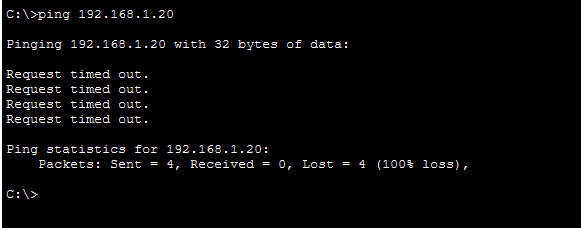 C:\>ping 192.168.1.20
Pinging 192.168.1.20 with 32 bytes of data:
Request timed out.
Request timed out.
Request timed out.
Request timed out.
Ping statistics for 192.168.1.20:
    Packets: Sent = 4, Received = 0, Lost = 4 (100% loss),
C:\>